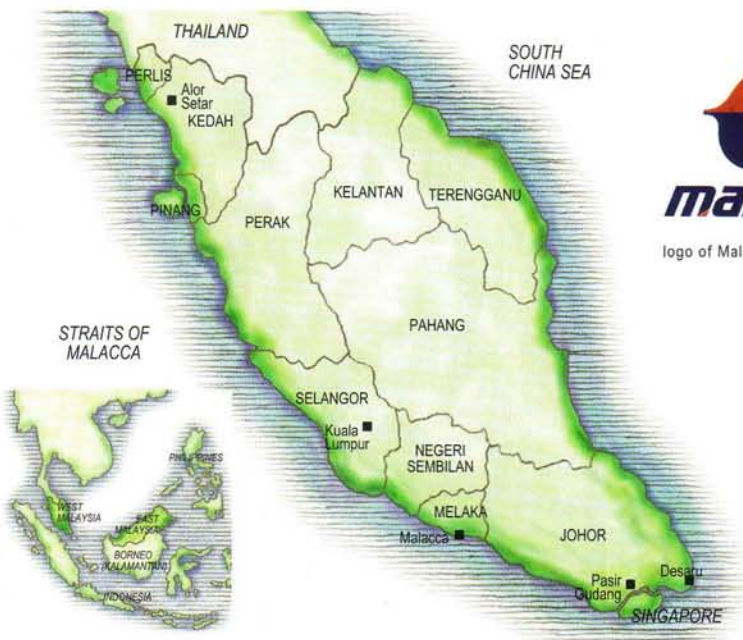 THAILAND
SOUTH
CHINA SEA
PERLIS
Alor
Setar
KEDAH
KELANTAN
TERENGGANU
PINANG
PERAK
logo of Mal
PAHANG
STRAITS OF
MALACCA
SELANGOR
Kuala
Lumpur
NEGERI
SEMBILAN
MELAKA
Malacca
JOHOR
Desaru
Pasir
Gudang
SINGAPORE
PHILIPPINES
WEST
MALAYSIA
EAST
MALAYSIA
BORNEO
(KALAMANTAN)
INDONESIA